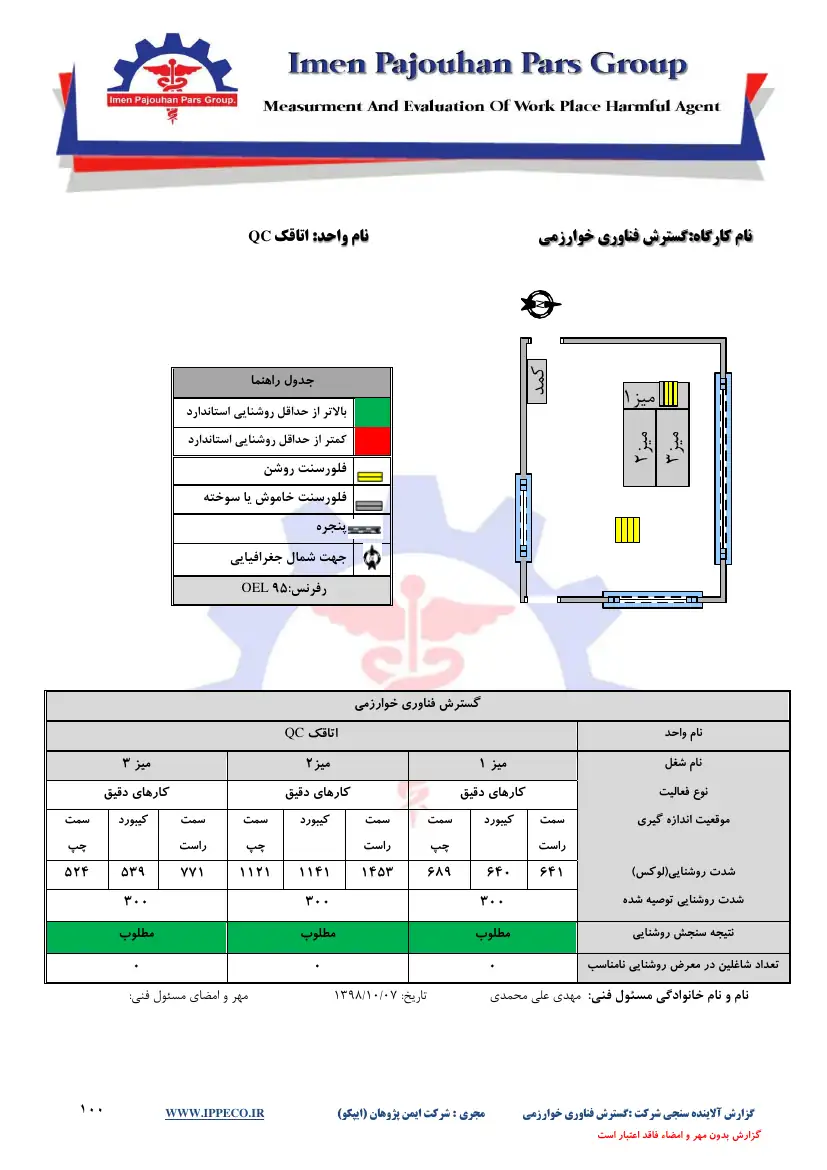 Imen Pajouhan Pars Group
Imen Pajouhan Pars Group.
Measurment And Evaluation Of Work Place Harmful Agent
نام کارگاه:گسترش فناوری خوارزمی نام واحد: اتاقک QC
کمد
میز۱
میز۲
میز۳
جدول راهنما
بالاتر از حداقل روشنایی استاندارد
کمتر از حداقل روشنایی استاندارد
فلورسنت روشن
فلورسنت خاموش یا سوخته
پنجره
جهت شمال جغرافیایی
رفرنس:OEL ۹۵
گسترش فناوری خوارزمی
نام واحد اتاقک QC
نام شغل میز ۱ میز۲ میز ۳
نوع فعالیت کارهای دقیق کارهای دقیق کارهای دقیق
موقعیت اندازه گیری سمت راست کیبورد سمت چپ سمت راست کیبورد سمت چپ سمت راست کیبورد سمت چپ
شدت روشنایی(لوکس) ۶۴۱ ۶۴۰ ۶۸۹ ۱۴۵۳ ۱۱۴۱ ۱۱۲۱ ۷۷۱ ۵۳۹ ۵۲۴
شدت روشنایی توصیه شده ۳۰۰ ۳۰۰ ۳۰۰
نتیجه سنجش روشنایی مطلوب مطلوب مطلوب
تعداد شاغلین در معرض روشنایی نامناسب ۰ ۰ ۰
نام و نام خانوادگی مسئول فنی: مهدی علی محمدی تاریخ: ۱۳۹۸/۱۰/۰۷ مهر و امضای مسئول فنی:
گزارش آلاینده سنجی شرکت :گسترش فناوری خوارزمی مجری : شرکت ایمن پژوهان (ایپکو) WWW.IPPECO.IR ۱۰۰
گزارش بدون مهر و امضاء فاقد اعتبار است